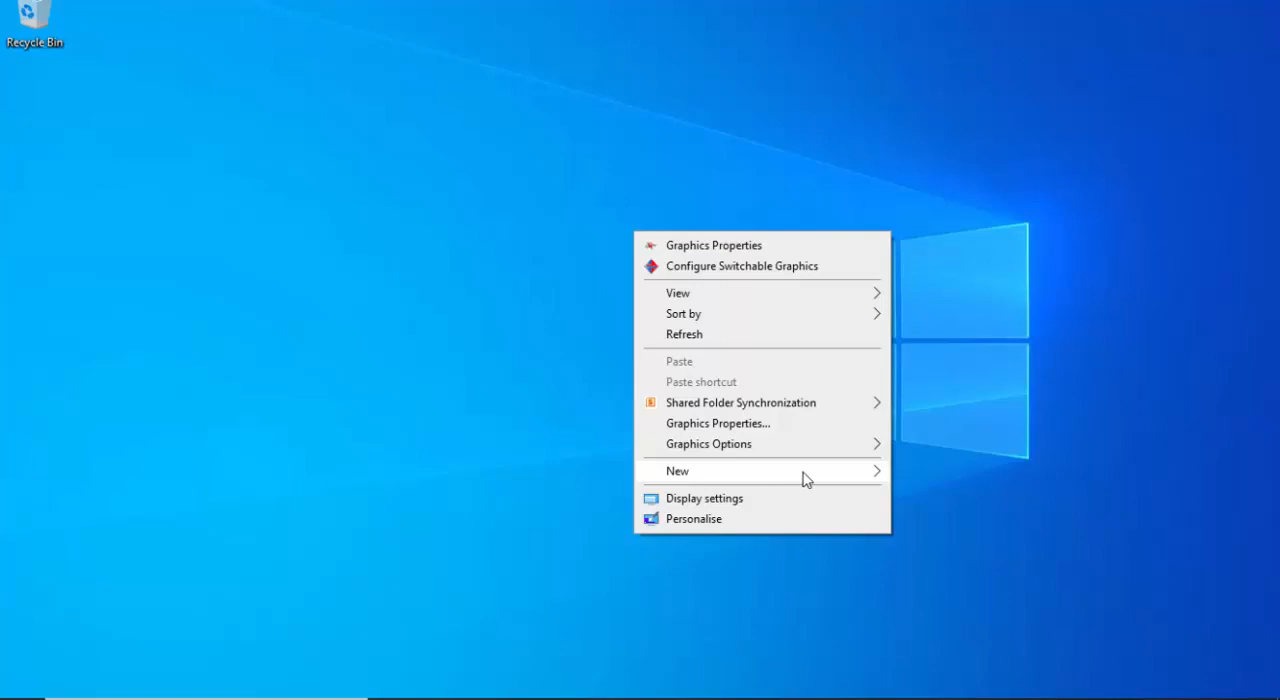 Recycle Bin
Graphics Properties
Configure Switchable Graphics
View
Sort by
Refresh
Paste
Paste shortcut
Shared Folder Synchronization
Graphics Properties...
Graphics Options
New
Display settings
Personalise